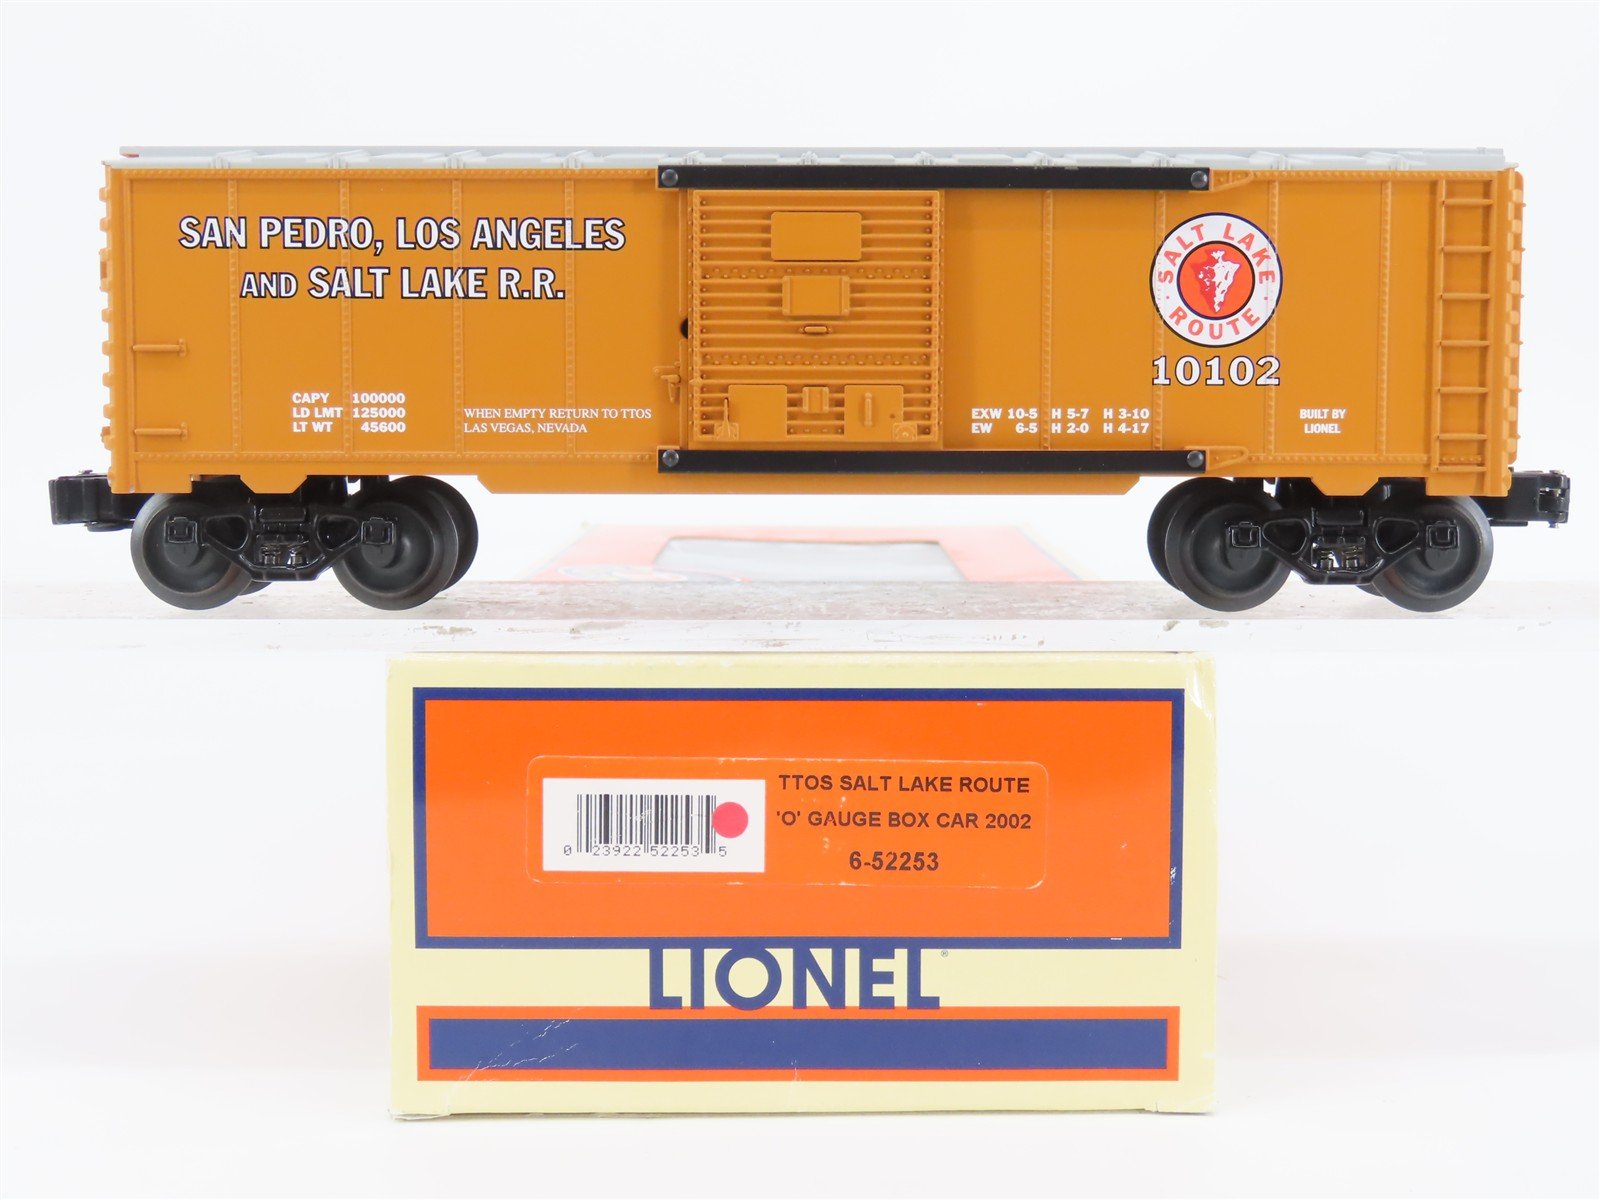 SAN PEDRO, LOS ANGELES
AND SALT LAKE R.R.
CAPY 100000
LD LMT 125000
LT WT 45600
WHEN EMPTY RETURN TO TTOS
LAS VEGAS, NEVADA
SALT LAKE
ROUTE
10102
EXW 10-5 H 5-7 H 3-10
EW 6-5 H 2-0 H 4-17
BUILT BY
LIONEL
TTOS SALT LAKE ROUTE
'O' GAUGE BOX CAR 2002
6-52253
0 23922 52253 5
LIONEL®